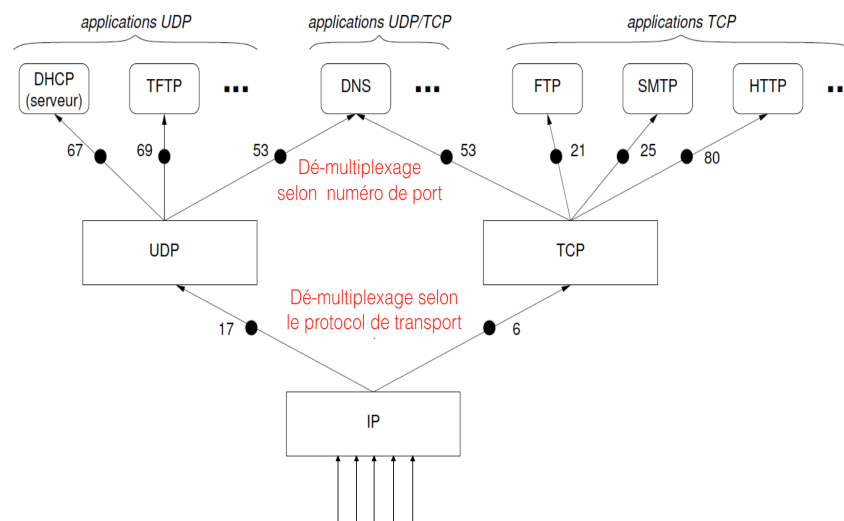 applications UDP
applications UDP/TCP
applications TCP
DHCP
(serveur)
TFTP
...
DNS
...
FTP
SMTP
HTTP
..
67
69
53
53
21
25
80
Dé-multiplexage
selon numéro de port
UDP
TCP
Dé-multiplexage selon
le protocol de transport
17
6
IP